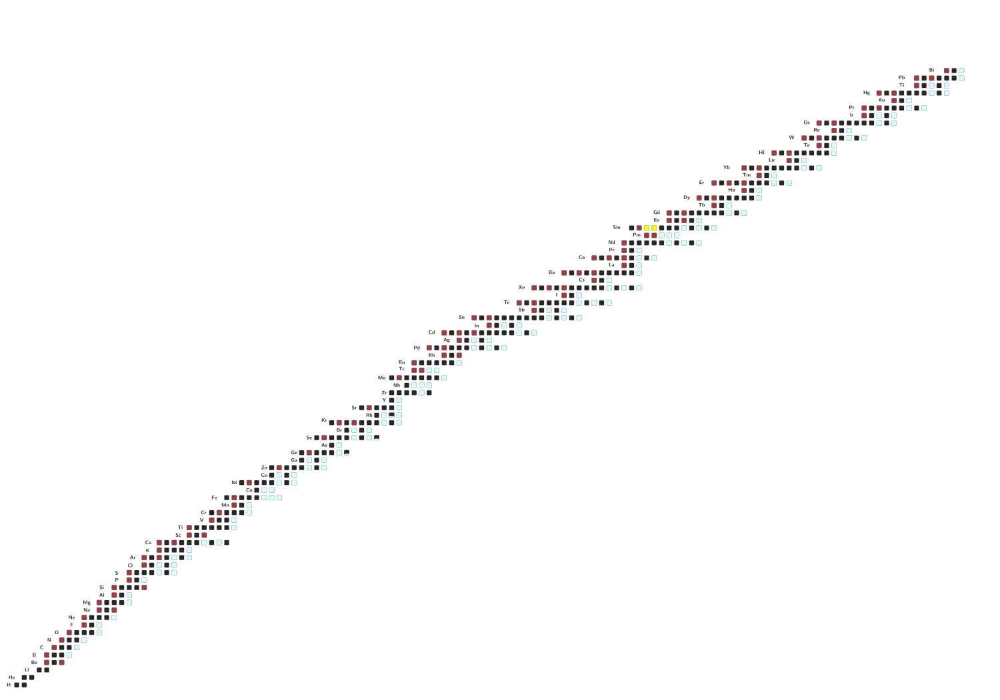 Bi
Pb
Ti
Hg
Au
Pt
Ir
Os
Re
W
Ta
Hf
Lu
Yb
Tm
Er
Ho
Dy
Tb
Gd
Eu
Sm
Pm
Nd
Pr
Ce
La
Ba
Cs
Xe
I
Te
Sb
Sn
In
Cd
Ag
Pd
Rh
Ru
Tc
Mo
Nb
Zr
Y
Sr
Rb
Kr
Br
Se
As
Ge
Ga
Zn
Cu
Ni
Co
Fe
Mn
Cr
V
Ti
Sc
Ca
K
Ar
Cl
S
P
Si
Al
Mg
Na
Ne
F
O
N
C
B
Be
Li
He
H